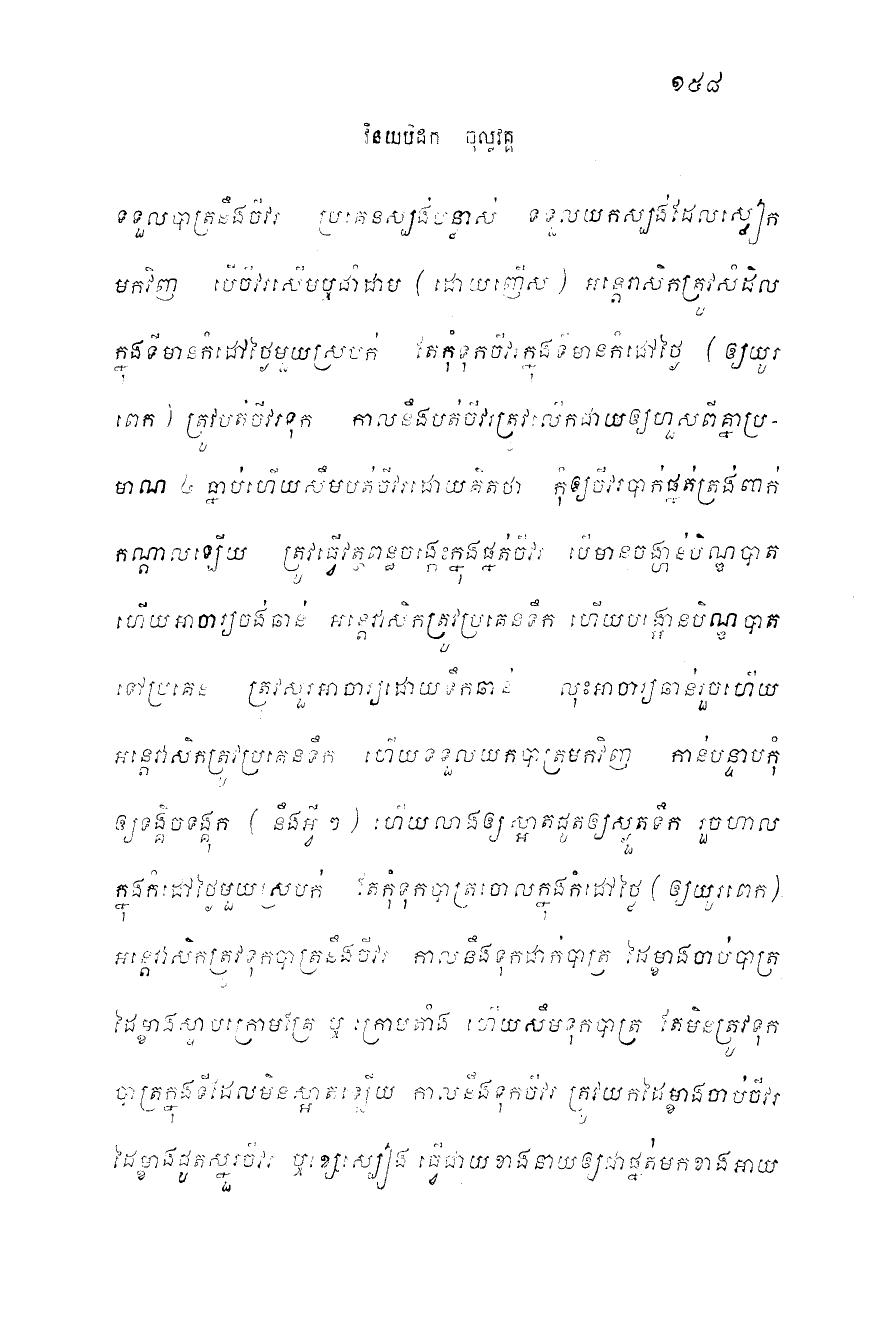 ១៥៨
វិនយបិដក ចុល្លវគ្គ
ទទួលបាត្រនឹងចីវរ ប្រគេនស្បង់បន្លាស់ ទទួលយកស្បង់ដែលស្លៀក
មកវិញ បើចីវរសើមឬជាំជាម ( ដោយញើស ) អន្តេវាសិកត្រូវសំដិល
ក្នុងទីមានកំដៅថ្ងៃមួយស្របក់ តែកុំទុកចីវរក្នុងទីមានកំដៅថ្ងៃ ( ឲ្យយូរ
ពេក ) ត្រូវបត់ចីវរទុក កាលនឹងបត់ចីវរត្រូវលើកជាយឲ្យហួសពីគ្នាប្រ-
មាណ ៤ ធ្នាប់ហើយសឹមបត់ចីវរដោយគិតថា កុំឲ្យចីវរបាក់ផ្នត់ត្រង់ពាក់
កណ្តាលឡើយ ត្រូវធ្វើវត្ថពន្ធចង្កេះក្នុងផ្នត់ចីវរ បើមានចង្ហាន់បិណ្ឌបាត
ហើយអាចារ្យចង់ឆាន់ អន្តេវាសិកត្រូវប្រគេនទឹក ហើយបង្អោនបិណ្ឌបាត
ទៅប្រគេន ត្រូវសួរអាចារ្យដោយទឹកឆាន់ លុះអាចារ្យឆាន់រួចហើយ
អន្តេវាសិកត្រូវប្រគេនទឹក ហើយទទួលយកបាត្រមកវិញ កាន់បន្ទាបកុំ
ឲ្យទង្គិចទង្គុក ( នឹងអ្វី ៗ ) ហើយលាងឲ្យស្អាតជូតឲ្យស្ងួតទឹក រួចហាល
ក្នុងកំដៅថ្ងៃមួយស្របក់ តែកុំទុកបាត្រចោលក្នុងកំដៅថ្ងៃ ( ឲ្យយូរពេក)
អន្តេវាសិកត្រូវទុកបាត្រនឹងចីវរ កាលនឹងទុកដាក់បាត្រ ដៃម្ខាងចាប់បាត្រ
ដៃម្ខាងស្ទាបក្រោមគ្រែ ឬ ក្រោមតាំង ហើយសឹមទុកបាត្រ តែមិនត្រូវទុក
បាត្រក្នុងទីដែលមិនស្អាតឡើយ កាលនឹងទុកចីវរ ត្រូវយកដៃម្ខាងចាប់ចីវរ
ដៃម្ខាងជូតស្នួរចីវរ ឬខ្សែស្បៀង ធ្វើជាយខាងនាយឲ្យជាផ្នត់មកខាងអាយ